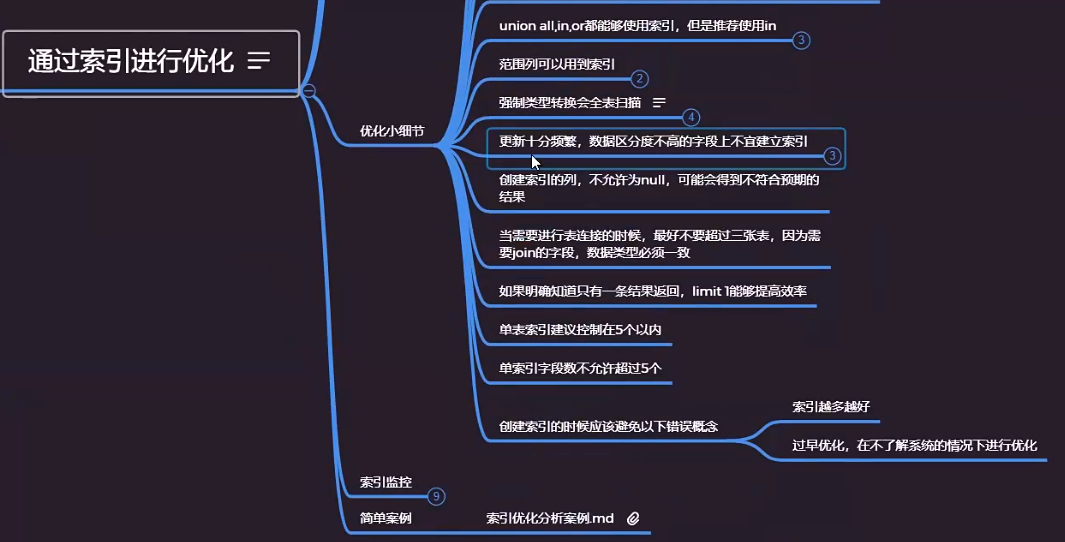 通过索引进行优化
优化小细节
union all,in,or都能够使用索引，但是推荐使用in
3
范围列可以用到索引
2
强制类型转换会全表扫描
4
更新十分频繁，数据区分度不高的字段上不宜建立索引
3
创建索引的列，不允许为null，可能会得到不符合预期的
结果
当需要进行表连接的时候，最好不要超过三张表，因为需
要join的字段，数据类型必须一致
如果明确知道只有一条结果返回，limit 1能够提高效率
单表索引建议控制在5个以内
单索引字段数不允许超过5个
创建索引的时候应该避免以下错误概念
索引越多越好
过早优化，在不了解系统的情况下进行优化
索引监控
9
简单案例
索引优化分析案例.md